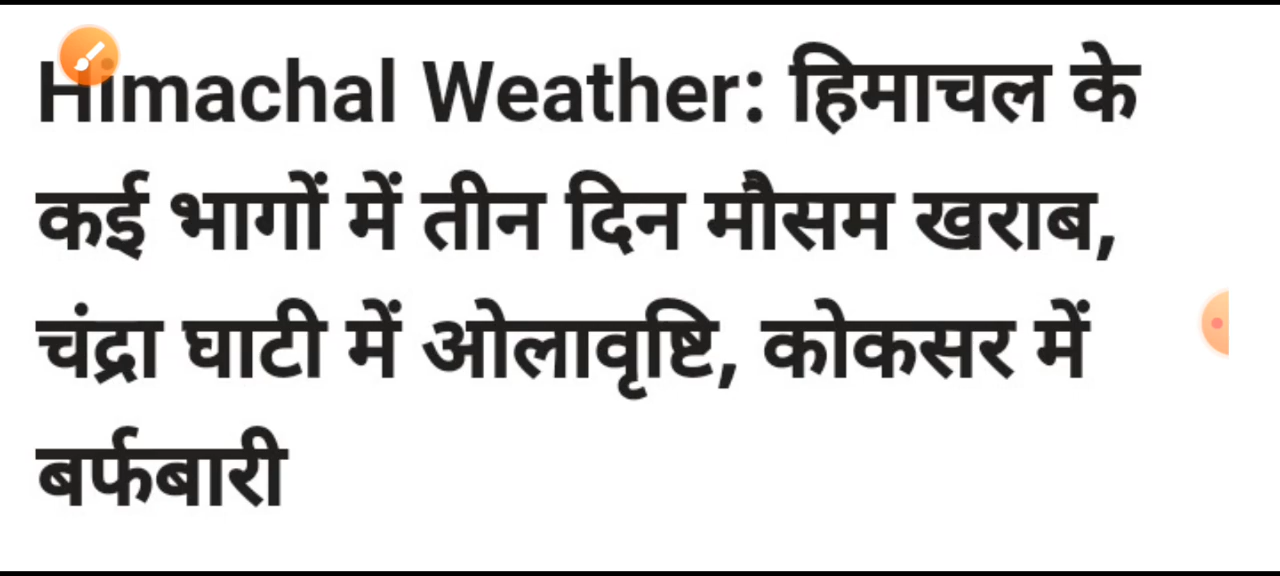 Himachal Weather: हिमाचल के
कई भागों में तीन दिन मौसम खराब,
चंद्रा घाटी में ओलावृष्टि, कोकसर में
बर्फबारी